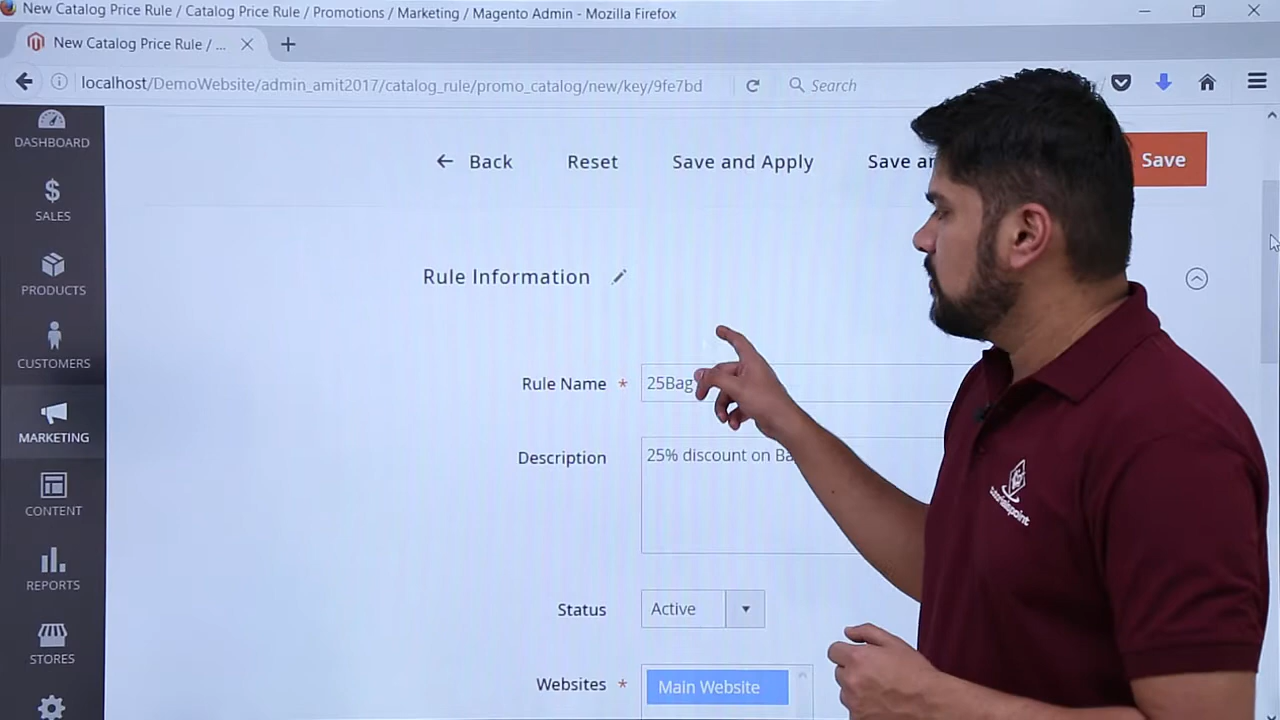 New Catalog Price Rule / Catalog Price Rule / Promotions / Marketing / Magento Admin - Mozilla Firefox
New Catalog Price Rule / ...
localhost/DemoWebsite/admin_amit2017/catalog_rule/promo_catalog/new/key/9fe7bd
Search
DASHBOARD
Back Reset Save and Apply Save Save
$
SALES
Rule Information
PRODUCTS
CUSTOMERS
Rule Name * 25Bag
MARKETING
Description 25% discount on
CONTENT
REPORTS
Status Active
STORES
Websites * Main Website
tutorialspoint